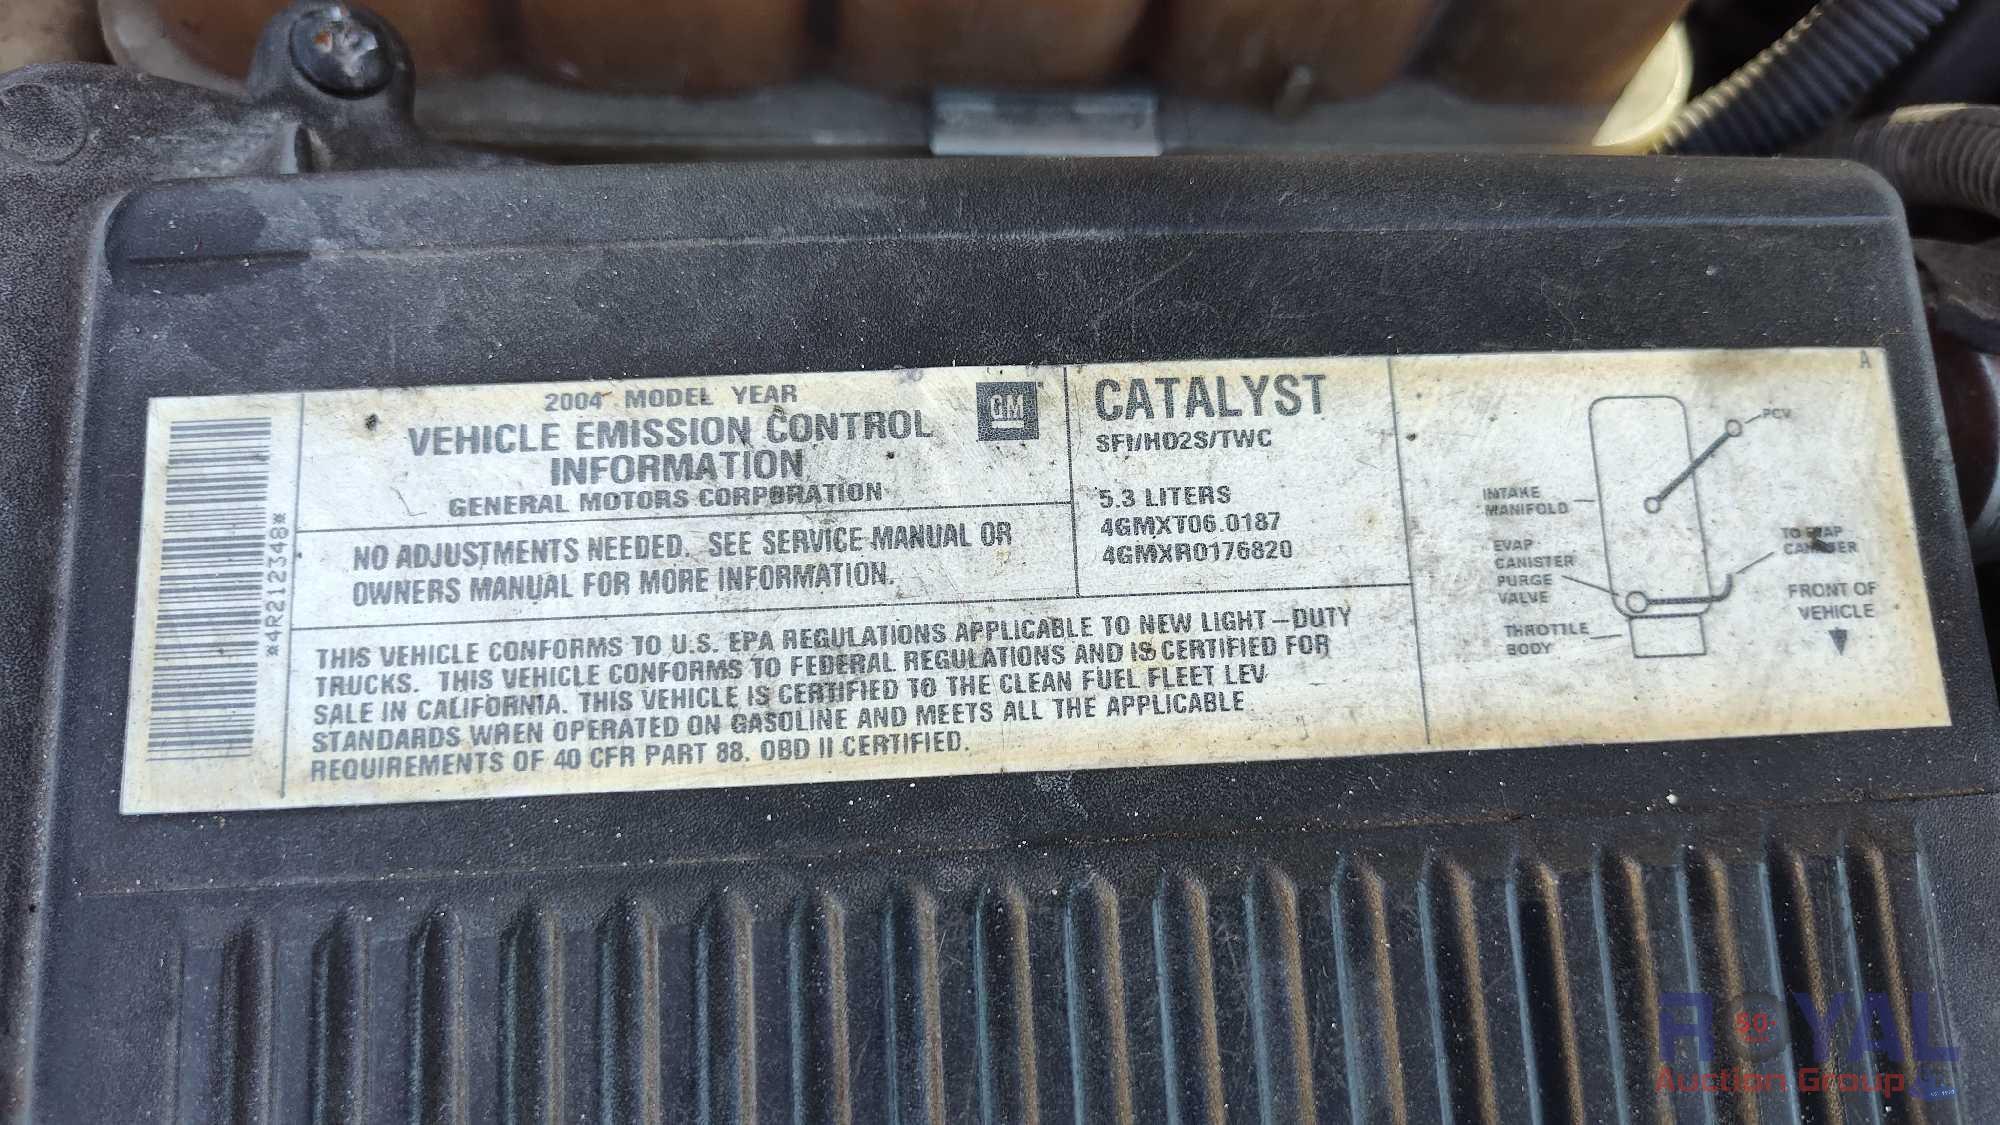 2004 MODEL YEAR
VEHICLE EMISSION CONTROL
INFORMATION
GENERAL MOTORS CORPORATION
GM
NO ADJUSTMENTS NEEDED. SEE SERVICE MANUAL OR
OWNERS MANUAL FOR MORE INFORMATION.
CATALYST
SFI/HO2S/TWC
5.3 LITERS
4GMXT06.0187
4GMXR0176820
THIS VEHICLE CONFORMS TO U.S. EPA REGULATIONS APPLICABLE TO NEW LIGHT-DUTY
TRUCKS. THIS VEHICLE CONFORMS TO FEDERAL REGULATIONS AND IS CERTIFIED FOR
SALE IN CALIFORNIA. THIS VEHICLE IS CERTIFIED TO THE CLEAN FUEL FLEET LEV
STANDARDS WHEN OPERATED ON GASOLINE AND MEETS ALL THE APPLICABLE
REQUIREMENTS OF 40 CFR PART 88. OBD II CERTIFIED.
*4R212348*
A
PCV
INTAKE
MANIFOLD
EVAP
CANISTER
PURGE
VALVE
THROTTLE
BODY
TO EVAP
CANISTER
FRONT OF
VEHICLE
ROYAL
Auction Group